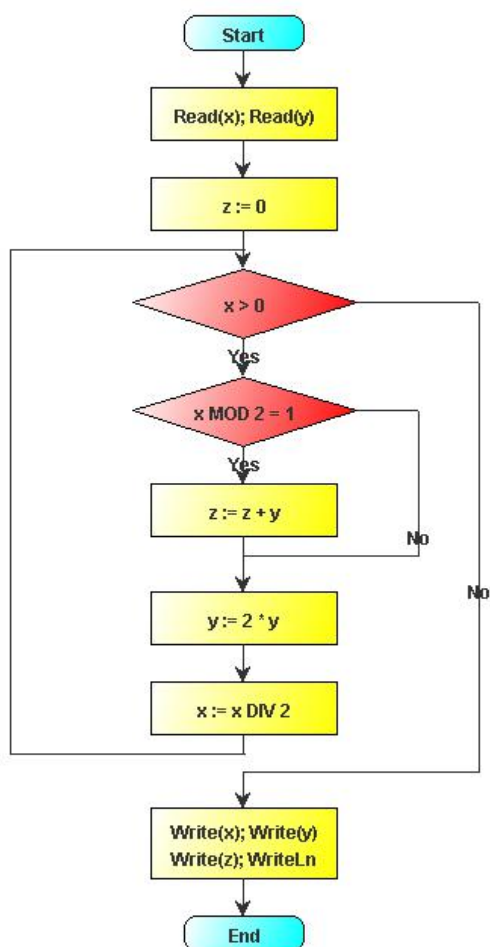 Start
Read(x); Read(y)
z := 0
x > 0
Yes
x MOD 2 = 1
Yes
z := z + y
No
y := 2 * y
No
x := x DIV 2
Write(x); Write(y)
Write(z); WriteLn
End